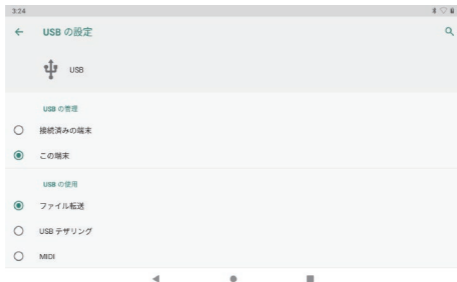 3:24
USB の設定
USB
USB の管理
接続済みの端末
この端末
USB の使用
ファイル転送
USB テザリング
MIDI